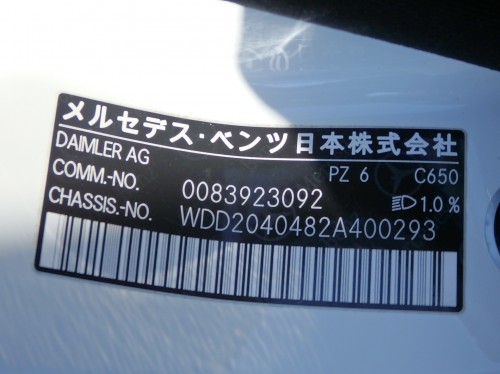 メルセデス・ベンツ日本株式会社
DAIMLER AG PZ 6 C650
COMM.-NO. 0083923092 1.0%
CHASSIS.-NO. WDD2040482A400293